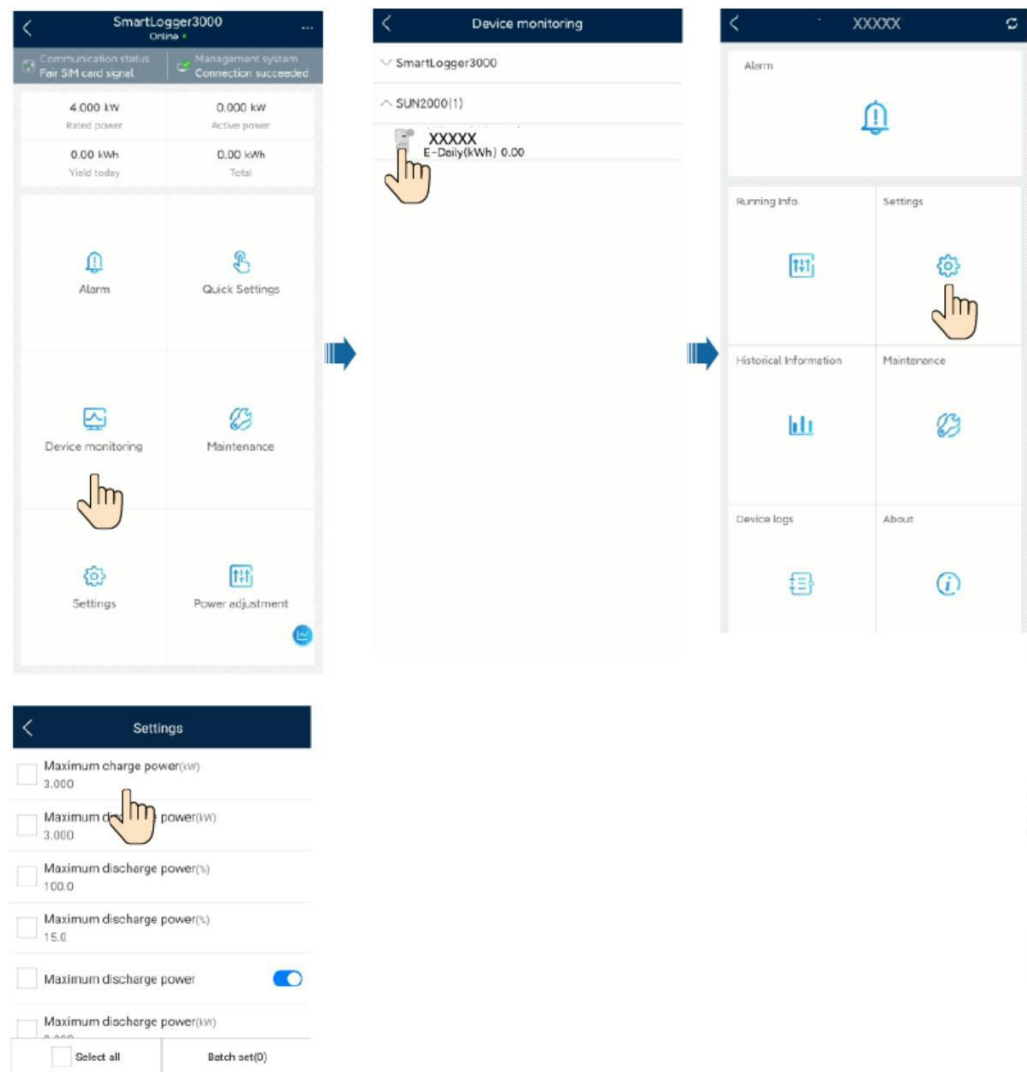 SmartLogger3000
Online
...
Communication status
Fair SIM card signal
Management system
Connection succeeded
4.000 kW
Rated power
0.000 kW
Active power
0.00 kWh
Yield today
0.00 kWh
Total
Alarm
Quick Settings
Device monitoring
Maintenance
Settings
Power adjustment
Device monitoring
SmartLogger3000
SUN2000(1)
XXXXX
E-Daily(kWh) 0.00
XXXXX
Alarm
Running Info.
Settings
Historical Information
Maintenance
Device logs
About
Settings
Maximum charge power(kW)
3.000
Maximum power(kW)
3.000
Maximum discharge power(%)
100.0
Maximum discharge power(%)
15.0
Maximum discharge power
Maximum discharge power(kW)
Select all
Batch set(0)